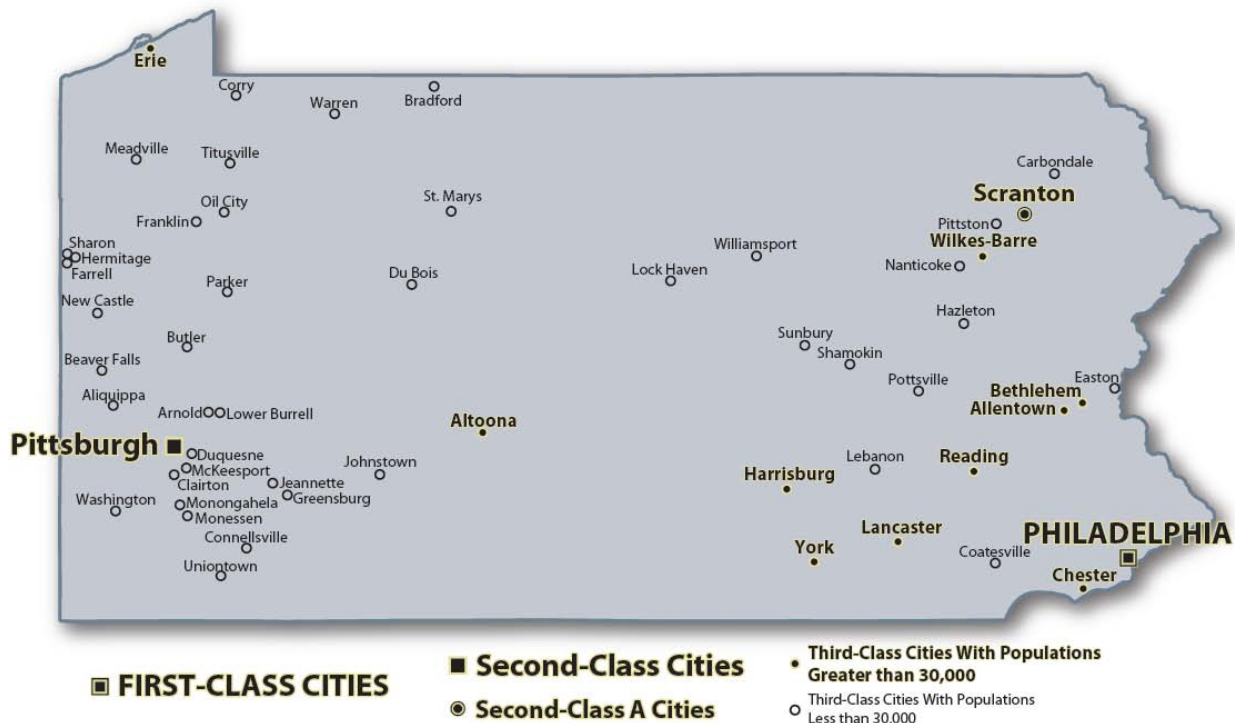 Erie
Corry
Warren
Bradford
Meadville
Titusville
Carbondale
Scranton
Oil City
St. Marys
Franklin
Pittston
Wilkes-Barre
Sharon
Hermitage
Farrell
Williamsport
Lock Haven
Nanticoke
Du Bois
Parker
New Castle
Hazleton
Butler
Sunbury
Shamokin
Beaver Falls
Pottsville
Easton
Bethlehem
Allentown
Aliquippa
Arnold
Lower Burrell
Altoona
Pittsburgh
Duquesne
McKeesport
Clairton
Johnstown
Jeannette
Greensburg
Lebanon
Reading
Harrisburg
Washington
Monongahela
Monessen
Connellsville
Uniontown
Lancaster
York
PHILADELPHIA
Coatesville
Chester
FIRST-CLASS CITIES
Second-Class Cities
Second-Class A Cities
Third-Class Cities With Populations
Greater than 30,000
Third-Class Cities With Populations
Less than 30,000